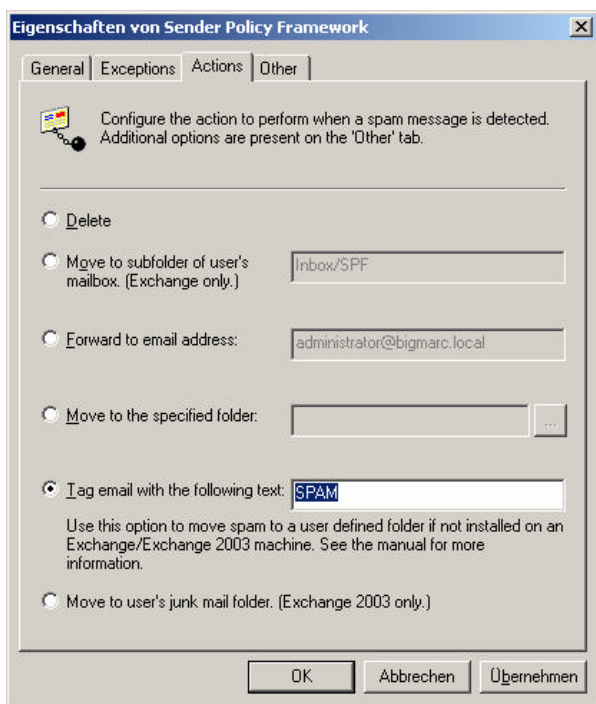 Eigenschaften von Sender Policy Framework
General
Exceptions
Actions
Other
Configure the action to perform when a spam message is detected.
Additional options are present on the 'Other' tab.
Delete
Move to subfolder of user's
mailbox. (Exchange only.)
Inbox/SPF
Forward to email address:
administrator@bigmarc.local
Move to the specified folder:
...
Tag email with the following text:
SPAM
Use this option to move spam to a user defined folder if not installed on an
Exchange/Exchange 2003 machine. See the manual for more
information.
Move to user's junk mail folder. (Exchange 2003 only.)
OK
Abbrechen
Übernehmen